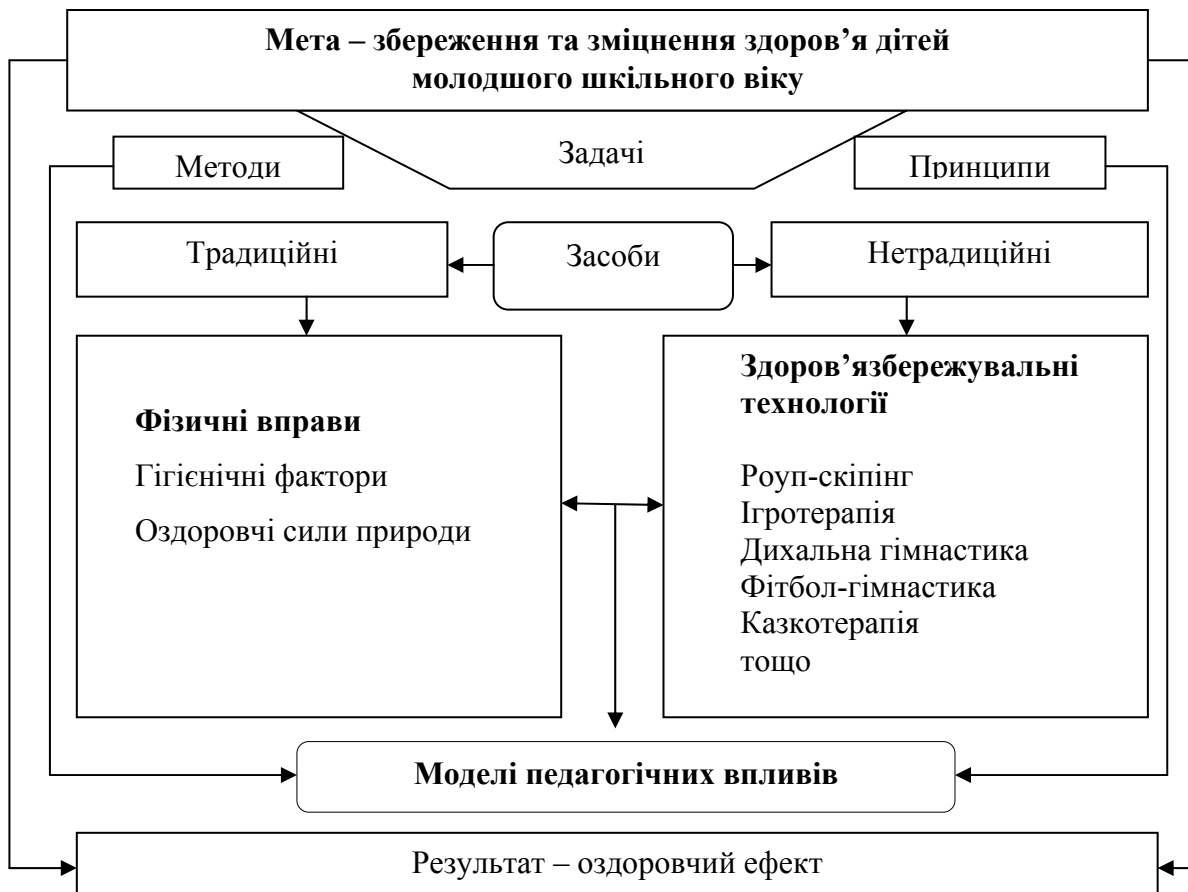 Мета – збереження та зміцнення здоров’я дітей
молодшого шкільного віку
Задачі
Методи
Принципи
Традиційні
Засоби
Нетрадиційні
Фізичні вправи
Гігієнічні фактори
Оздоровчі сили природи
Здоров’язбережувальні
технології
Роуп-скіпінг
Ігротерапія
Дихальна гімнастика
Фітбол-гімнастика
Казкотерапія
тощо
Моделі педагогічних впливів
Результат – оздоровчий ефект